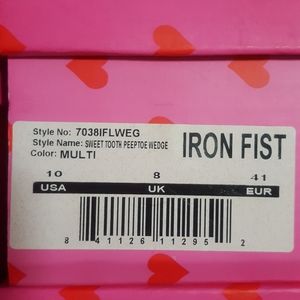 Style No: 7038IFLWEG
Style Name: SWEET TOOTH PEEPTOE WEDGE
Color: MULTI
IRON FIST
10 8 41
USA UK EUR
8 41126 11295 2